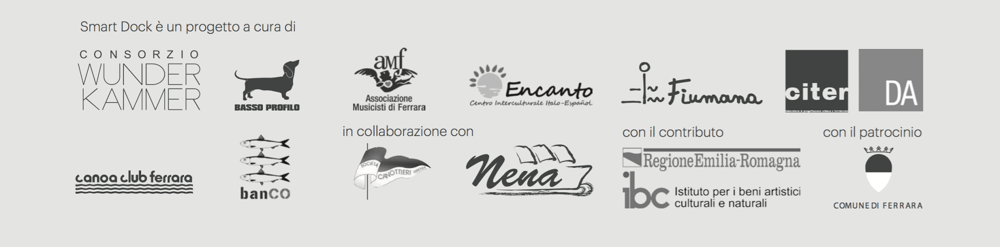 Smart Dock è un progetto a cura di
CONSORZIO
WUNDER
KAMMER
BASSO PROFILO
amf
Associazione
Musicisti di Ferrara
Encanto
Centro Interculturale Italo-Español
Fiumana
citer
DA
canoa club ferrara
banCO
in collaborazione con
SOCIETÀ
CANOTTIERI FERRARA
Nena
con il contributo
RegioneEmilia-Romagna
ibc
Istituto per i beni artistici
culturali e naturali
con il patrocinio
COMUNE DI FERRARA